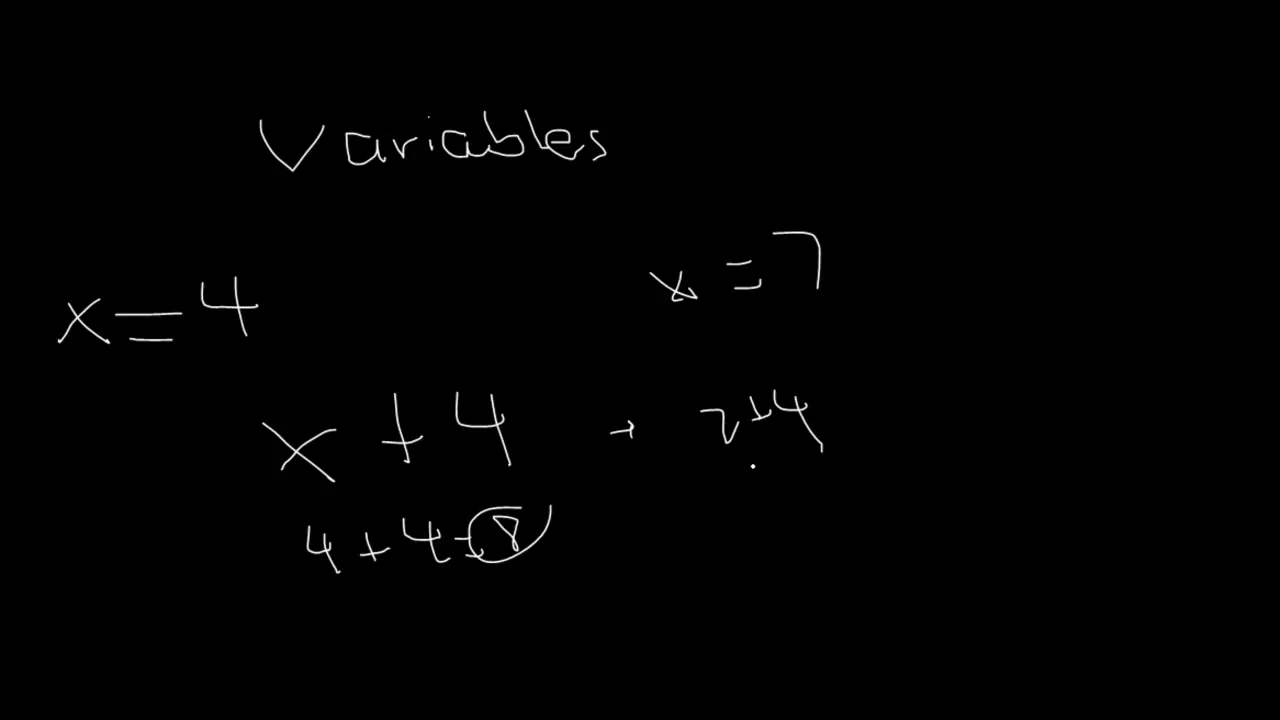 Variables
x = 4
x = 7
x + 4 → 7+4
4 + 4 = 8